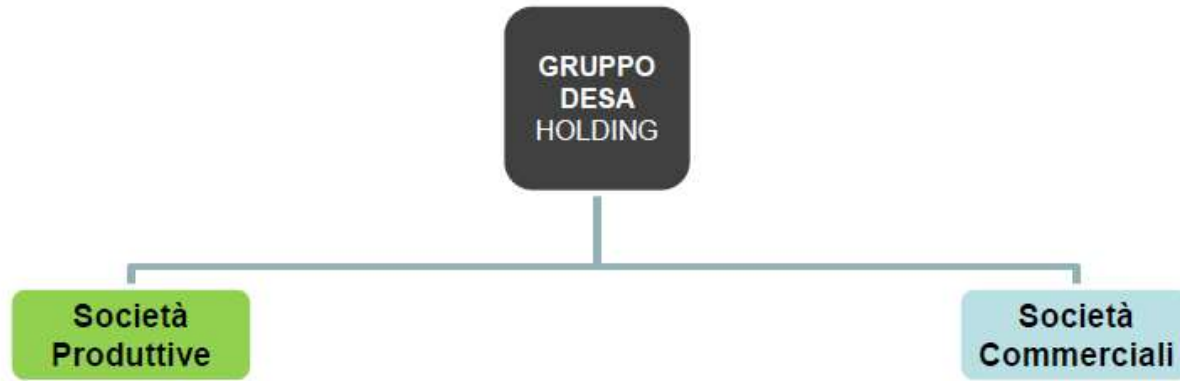 GRUPPO
DESA
HOLDING
Società
Produttive
Società
Commerciali